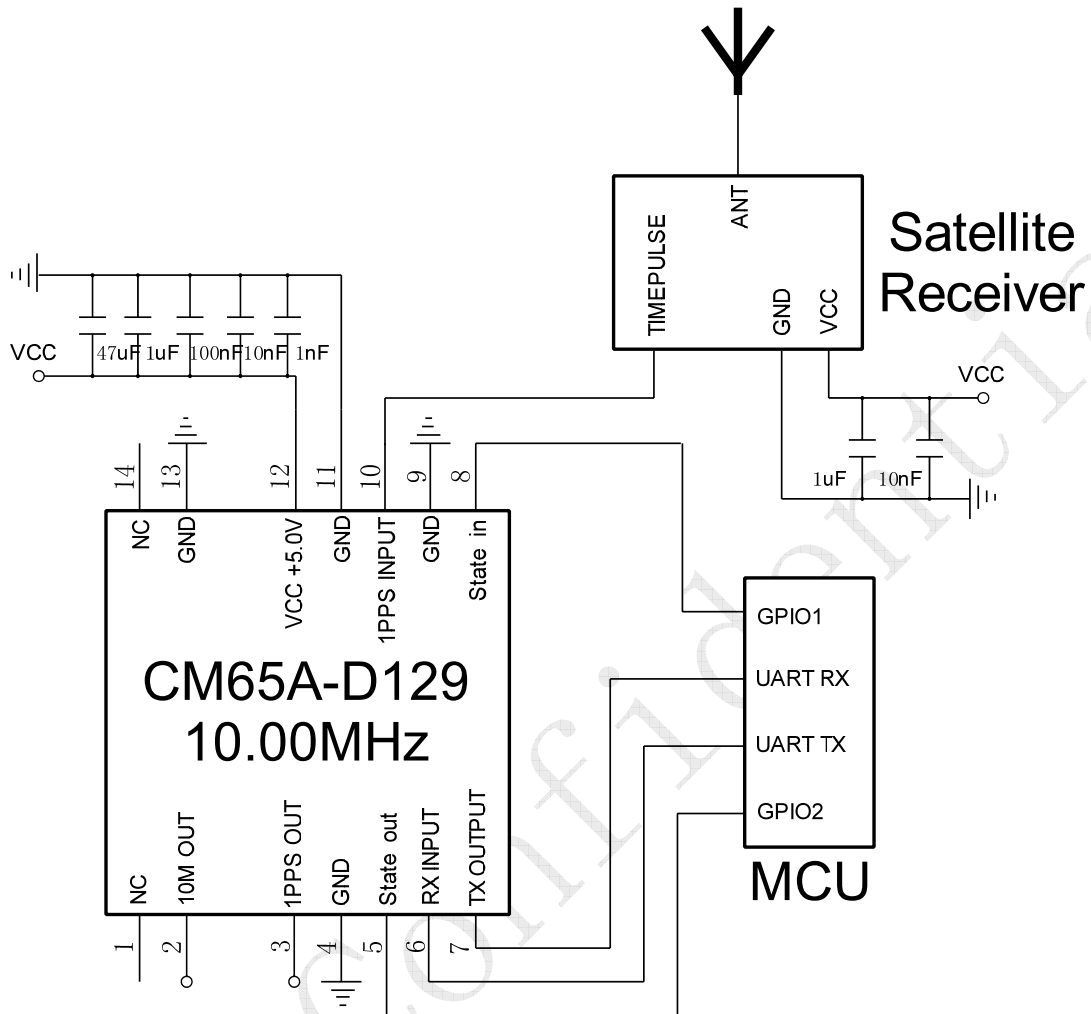 ANT
TIMEPULSE
GND
VCC
Satellite
Receiver
VCC
47uF 1uF 100nF 10nF 1nF
VCC
1uF 10nF
14 13 12 11 10 9 8
NC
GND
VCC +5.0V
GND
1PPS INPUT
GND
State in
CM65A-D129
10.00MHz
NC
10M OUT
1PPS OUT
GND
State out
RX INPUT
TX OUTPUT
1 2 3 4 5 6 7
GPIO1
UART RX
UART TX
GPIO2
MCU
Confidentia